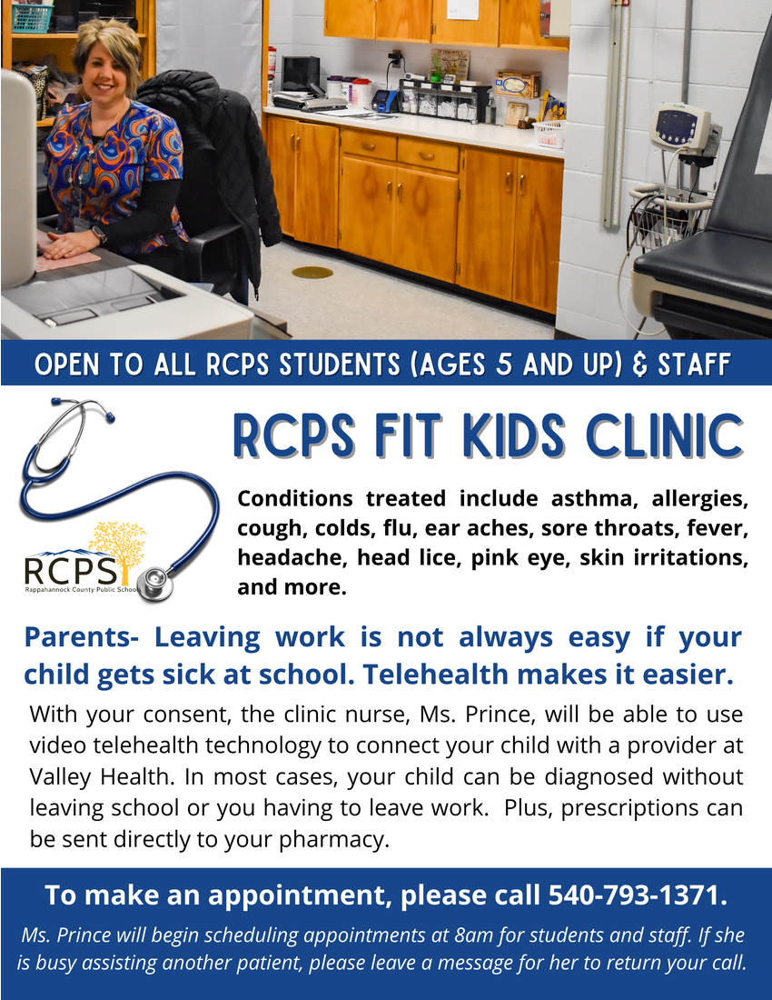 OPEN TO ALL RCPS STUDENTS (AGES 5 AND UP) & STAFF
RCPS FIT KIDS CLINIC
Conditions treated include asthma, allergies,
cough, colds, flu, ear aches, sore throats, fever,
headache, head lice, pink eye, skin irritations,
and more.
RCPS
Rappahannock County Public Schools
Parents- Leaving work is not always easy if your
child gets sick at school. Telehealth makes it easier.
With your consent, the clinic nurse, Ms. Prince, will be able to use
video telehealth technology to connect your child with a provider at
Valley Health. In most cases, your child can be diagnosed without
leaving school or you having to leave work.  Plus, prescriptions can
be sent directly to your pharmacy.
To make an appointment, please call 540-793-1371.
Ms. Prince will begin scheduling appointments at 8am for students and staff. If she
is busy assisting another patient, please leave a message for her to return your call.